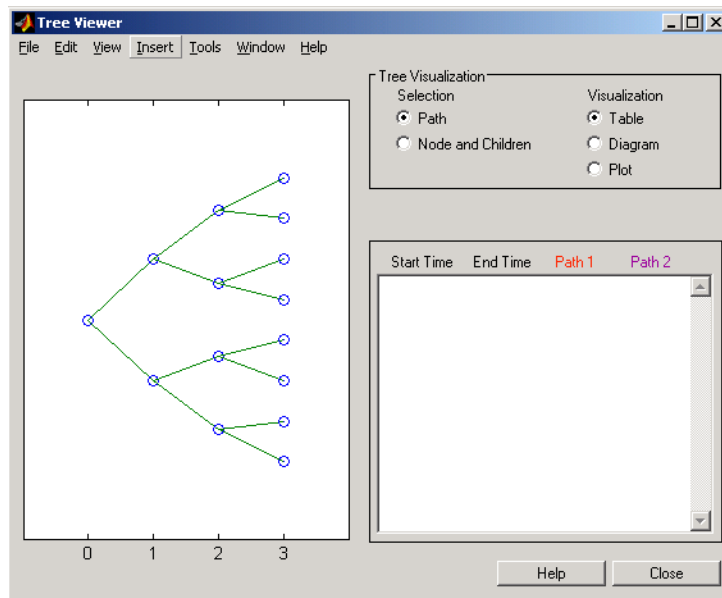 Tree Viewer
File Edit View Insert Tools Window Help
Tree Visualization
Selection Visualization
Path Table
Node and Children Diagram
Plot
Start Time End Time Path 1 Path 2
0 1 2 3
Help Close